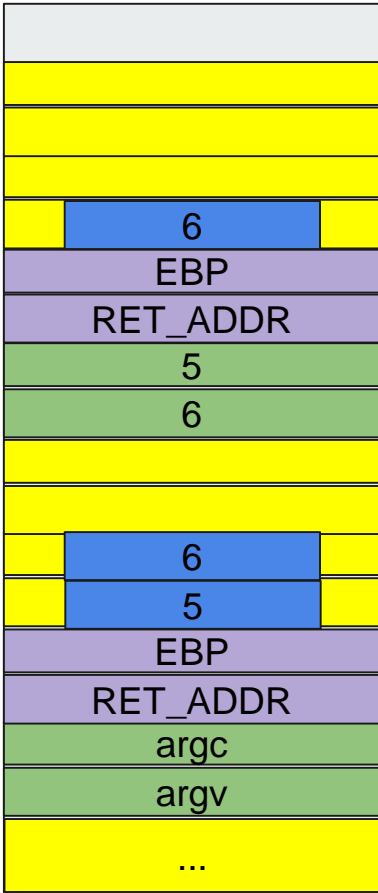 6
EBP
RET_ADDR
5
6
6
5
EBP
RET_ADDR
argc
argv
...